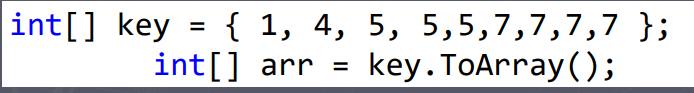 int[] key = { 1, 4, 5, 5,5,7,7,7,7 };
int[] arr = key.ToArray();